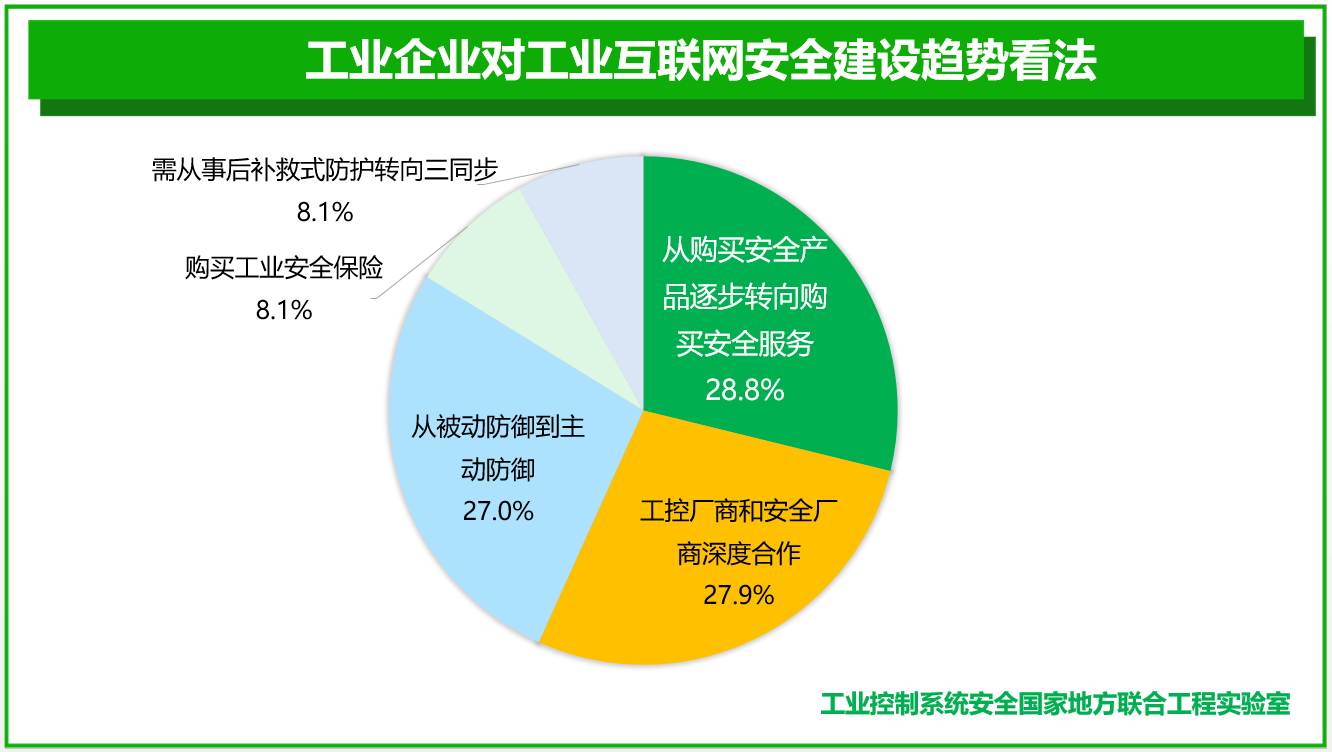 工业企业对工业互联网安全建设趋势看法
需从事后补救式防护转向三同步
8.1%
购买工业安全保险
8.1%
从购买安全产
品逐步转向购
买安全服务
28.8%
从被动防御到主
动防御
27.0%
工控厂商和安全厂
商深度合作
27.9%
工业控制系统安全国家地方联合工程实验室